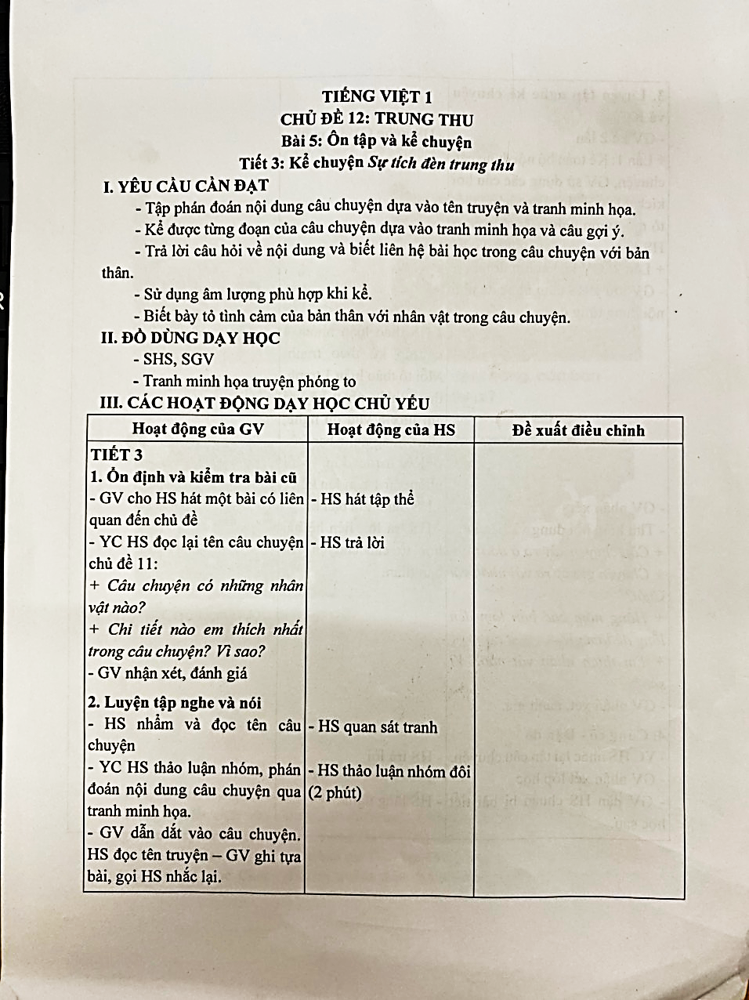 TIẾNG VIỆT 1
CHỦ ĐỀ 12: TRUNG THU
Bài 5: Ôn tập và kể chuyện
Tiết 3: Kể chuyện Sự tích đèn trung thu
I. YÊU CẦU CẦN ĐẠT
- Tập phán đoán nội dung câu chuyện dựa vào tên truyện và tranh minh họa.
- Kể được từng đoạn của câu chuyện dựa vào tranh minh họa và câu gợi ý.
- Trả lời câu hỏi về nội dung và biết liên hệ bài học trong câu chuyện với bản
thân.
- Sử dụng âm lượng phù hợp khi kể.
- Biết bày tỏ tình cảm của bản thân với nhân vật trong câu chuyện.
II. ĐỒ DÙNG DẠY HỌC
- SHS, SGV
- Tranh minh họa truyện phóng to
III. CÁC HOẠT ĐỘNG DẠY HỌC CHỦ YẾU
Hoạt động của GV
Hoạt động của HS
Đề xuất điều chỉnh
TIẾT 3
1. Ổn định và kiểm tra bài cũ
- GV cho HS hát một bài có liên
quan đến chủ đề
- YC HS đọc lại tên câu chuyện
chủ đề 11:
+ Câu chuyện có những nhân
vật nào?
+ Chi tiết nào em thích nhất
trong câu chuyện? Vì sao?
- GV nhận xét, đánh giá
2. Luyện tập nghe và nói
- HS nhẩm và đọc tên câu
chuyện
- YC HS thảo luận nhóm, phán
đoán nội dung câu chuyện qua
tranh minh họa.
- GV dẫn dắt vào câu chuyện.
HS đọc tên truyện – GV ghi tựa
bài, gọi HS nhắc lại.
- HS hát tập thể
- HS trả lời
- HS quan sát tranh
- HS thảo luận nhóm đôi
(2 phút)